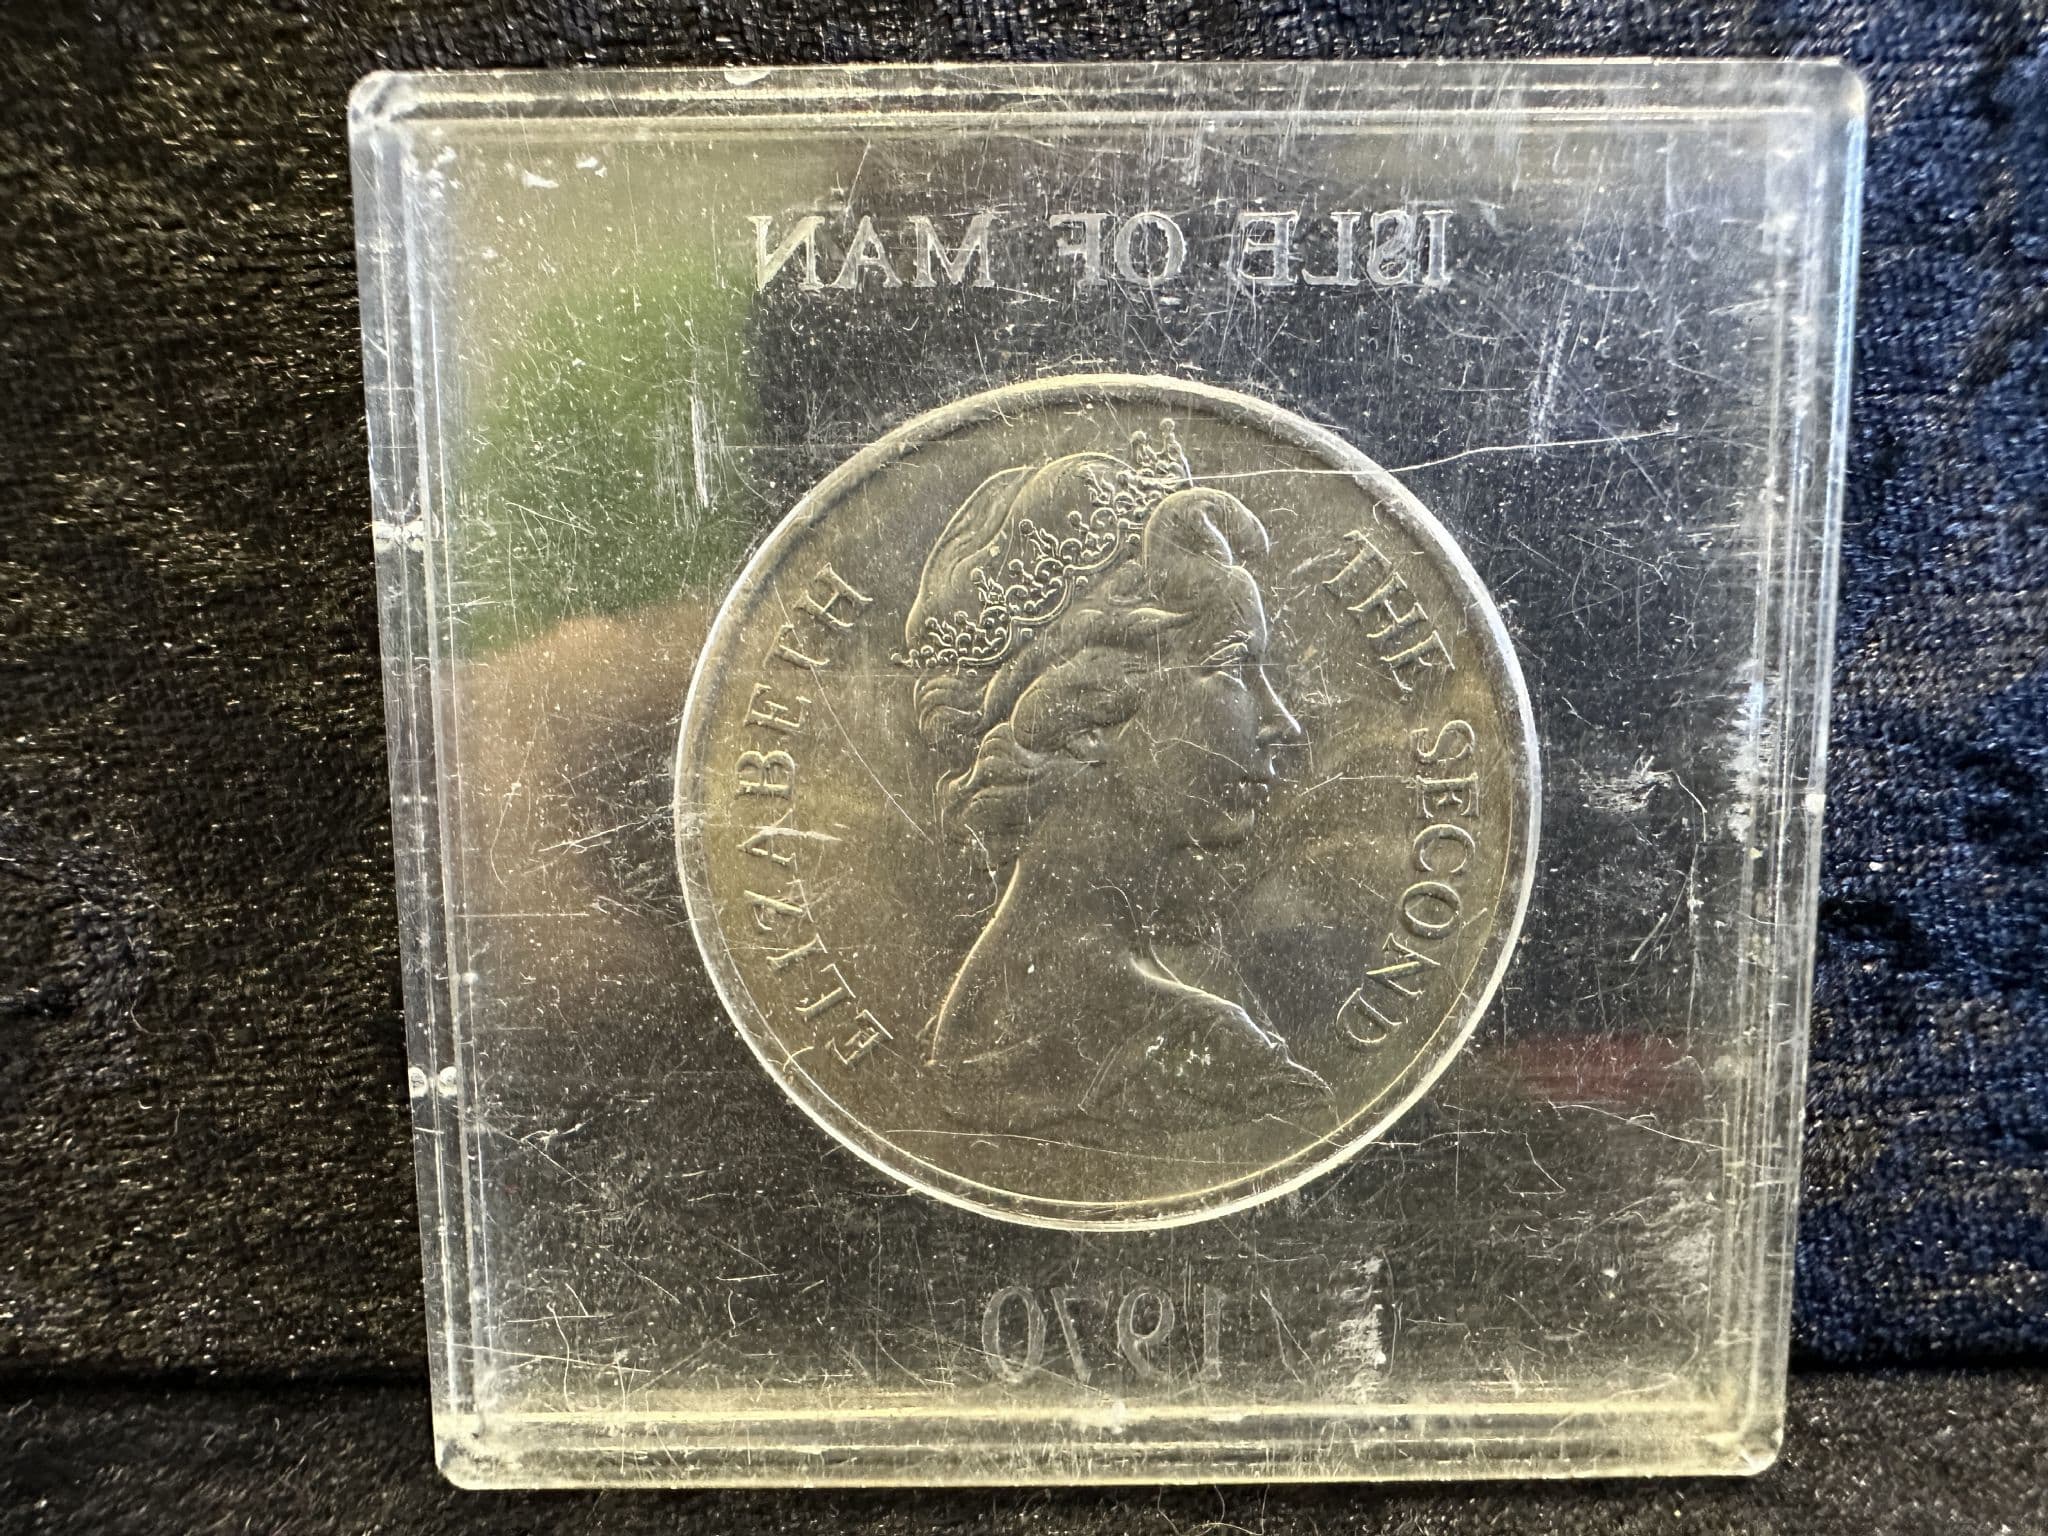 ISLE OF MAN
ELIZABETH THE SECOND
1970